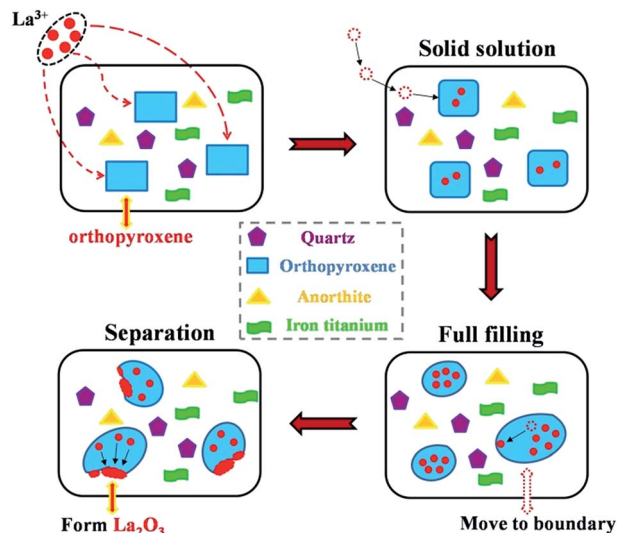 La³⁺
Solid solution
orthopyroxene
Quartz
Orthopyroxene
Anorthite
Iron titanium
Separation
Full filling
Form La₂O₃
Move to boundary